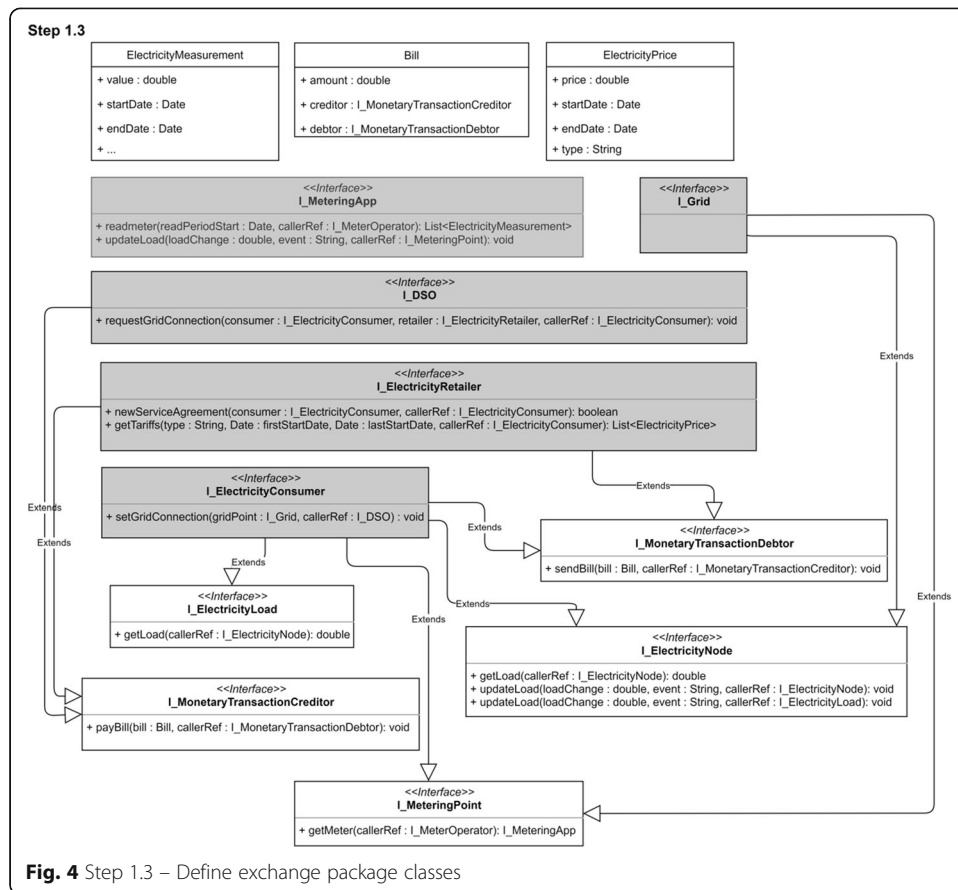 Step 1.3
ElectricityMeasurement
+ value : double
+ startDate : Date
+ endDate : Date
+ ...
Bill
+ amount : double
+ creditor : I_MonetaryTransactionCreditor
+ debtor : I_MonetaryTransactionDebtor
ElectricityPrice
+ price : double
+ startDate : Date
+ endDate : Date
+ type : String
<<Interface>>
I_MeteringApp
+ readmeter(readPeriodStart : Date, callerRef : I_MeterOperator): List<ElectricityMeasurement>
+ updateLoad(loadChange : double, event : String, callerRef : I_MeteringPoint): void
<<Interface>>
I_Grid
<<Interface>>
I_DSO
+ requestGridConnection(consumer : I_ElectricityConsumer, retailer : I_ElectricityRetailer, callerRef : I_ElectricityConsumer): void
Extends
<<Interface>>
I_ElectricityRetailer
+ newServiceAgreement(consumer : I_ElectricityConsumer, callerRef : I_ElectricityConsumer): boolean
+ getTariffs(type : String, Date : firstStartDate, Date : lastStartDate, callerRef : I_ElectricityConsumer): List<ElectricityPrice>
<<Interface>>
I_ElectricityConsumer
+ setGridConnection(gridPoint : I_Grid, callerRef : I_DSO) : void
Extends
Extends
Extends
Extends
Extends
<<Interface>>
I_MonetaryTransactionDebtor
+ sendBill(bill : Bill, callerRef : I_MonetaryTransactionCreditor): void
Extends
<<Interface>>
I_ElectricityLoad
+ getLoad(callerRef : I_ElectricityNode): double
Extends
Extends
Extends
<<Interface>>
I_ElectricityNode
+ getLoad(callerRef : I_ElectricityNode): double
+ updateLoad(loadChange : double, event : String, callerRef : I_ElectricityNode): void
+ updateLoad(loadChange : double, event : String, callerRef : I_ElectricityLoad): void
<<Interface>>
I_MonetaryTransactionCreditor
+ payBill(bill : Bill, callerRef : I_MonetaryTransactionDebtor): void
<<Interface>>
I_MeteringPoint
+ getMeter(callerRef : I_MeterOperator): I_MeteringApp
Fig. 4 Step 1.3 – Define exchange package classes